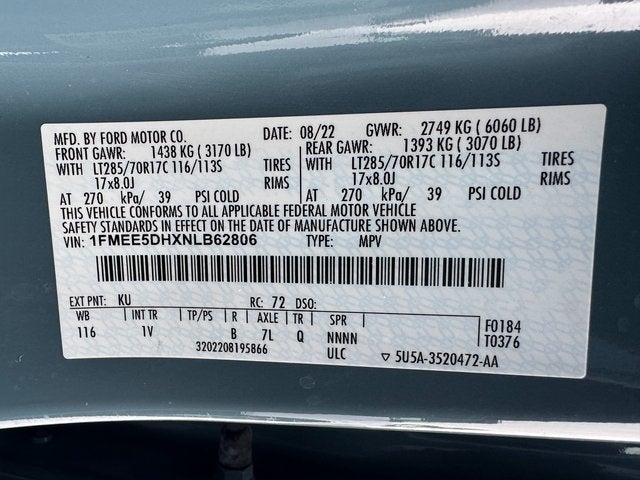 MFD. BY FORD MOTOR CO. DATE: 08/22 GVWR: 2749 KG ( 6060 LB)
FRONT GAWR: 1438 KG ( 3170 LB) REAR GAWR: 1393 KG ( 3070 LB)
WITH LT285/70R17C 116/113S TIRES WITH LT285/70R17C 116/113S TIRES
17x8.0J RIMS 17x8.0J RIMS
AT 270 kPa/ 39 PSI COLD AT 270 kPa/ 39 PSI COLD
THIS VEHICLE CONFORMS TO ALL APPLICABLE FEDERAL MOTOR VEHICLE
SAFETY STANDARDS IN EFFECT ON THE DATE OF MANUFACTURE SHOWN ABOVE.
VIN: 1FMEE5DHXNLB62806 TYPE: MPV
EXT PNT: KU RC: 72 DSO:
WB INT TR TP/PS R AXLE TR SPR F0184
116 1V B 7L Q NNNN T0376
3202208195866 ULC ▽ 5U5A-3520472-AA